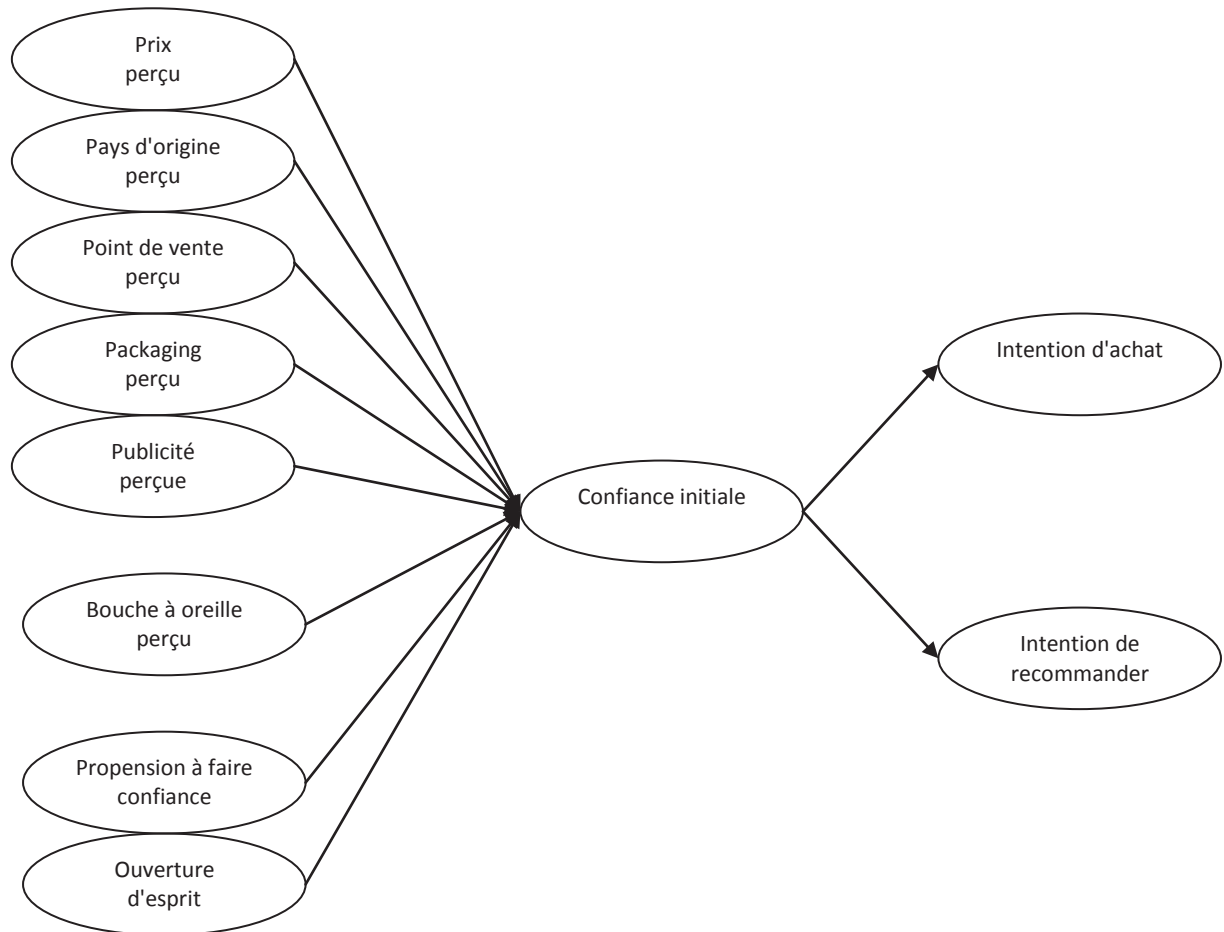 Prix
perçu
Pays d'origine
perçu
Point de vente
perçu
Packaging
perçu
Publicité
perçue
Bouche à oreille
perçu
Propension à faire
confiance
Ouverture
d'esprit
Confiance initiale
Intention d'achat
Intention de
recommander